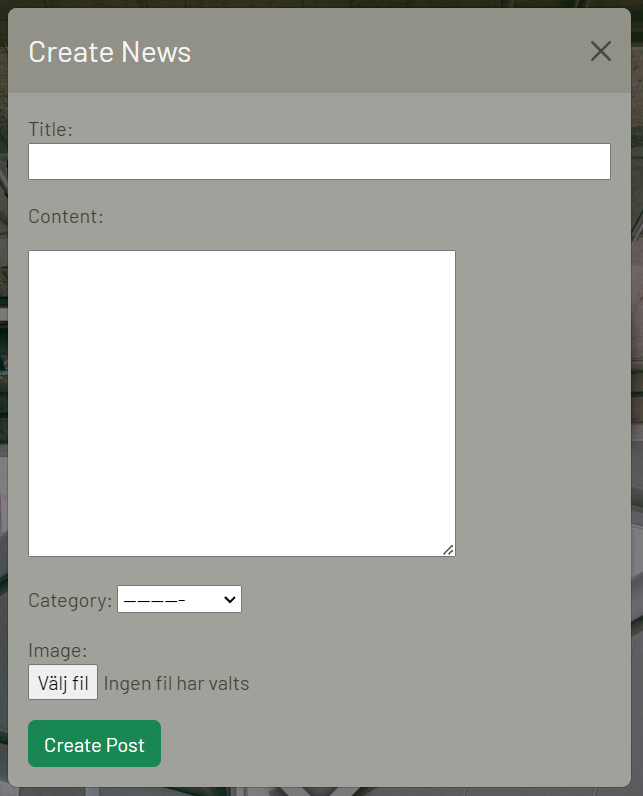 Create News
Title:
Content:
Category: ---------
Image:
Välj fil Ingen fil har valts
Create Post